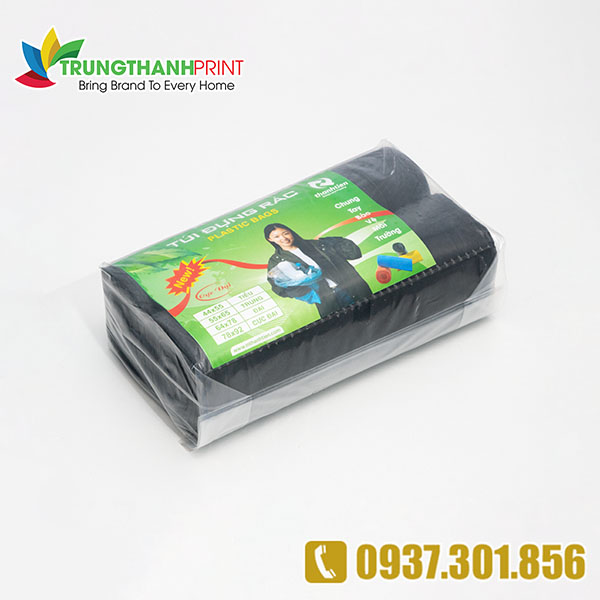 TRUNGTHANHPRINT
Bring Brand To Every Home
TÚI ĐỰNG RÁC
PLASTIC BAGS
thanhtien
Chung
Tay
Bảo
Vệ
Môi
Trường
New!
44x55 TIỂU
55x65 TRUNG
64x78 ĐẠI
78x92 CỰC ĐẠI
0937.301.856